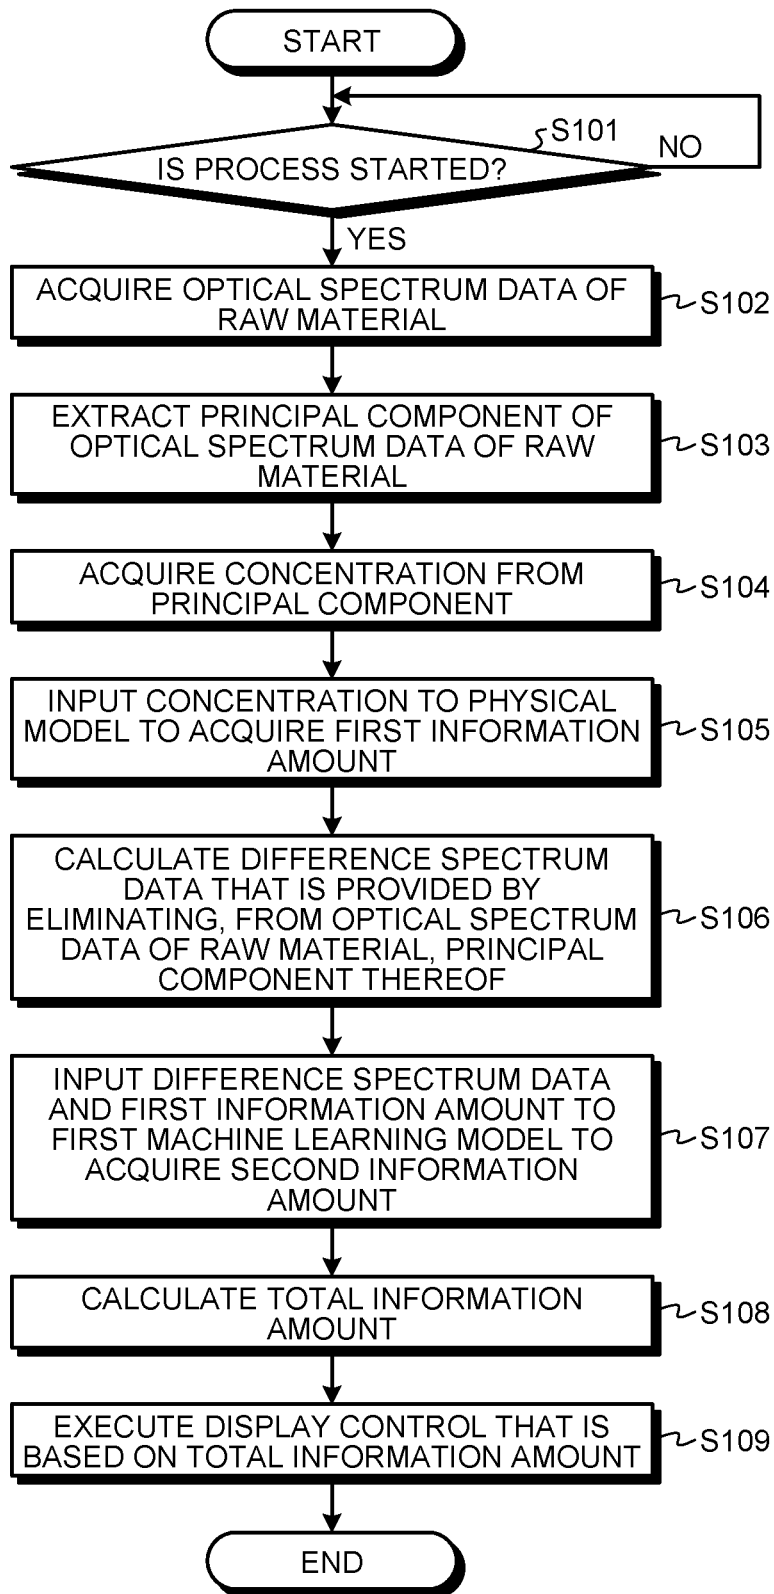 START
S101
IS PROCESS STARTED?
NO
YES
ACQUIRE OPTICAL SPECTRUM DATA OF
RAW MATERIAL
S102
EXTRACT PRINCIPAL COMPONENT OF
OPTICAL SPECTRUM DATA OF RAW
MATERIAL
S103
ACQUIRE CONCENTRATION FROM
PRINCIPAL COMPONENT
S104
INPUT CONCENTRATION TO PHYSICAL
MODEL TO ACQUIRE FIRST INFORMATION
AMOUNT
S105
CALCULATE DIFFERENCE SPECTRUM
DATA THAT IS PROVIDED BY
ELIMINATING, FROM OPTICAL SPECTRUM
DATA OF RAW MATERIAL, PRINCIPAL
COMPONENT THEREOF
S106
INPUT DIFFERENCE SPECTRUM DATA
AND FIRST INFORMATION AMOUNT TO
FIRST MACHINE LEARNING MODEL TO
ACQUIRE SECOND INFORMATION
AMOUNT
S107
CALCULATE TOTAL INFORMATION
AMOUNT
S108
EXECUTE DISPLAY CONTROL THAT IS
BASED ON TOTAL INFORMATION AMOUNT
S109
END